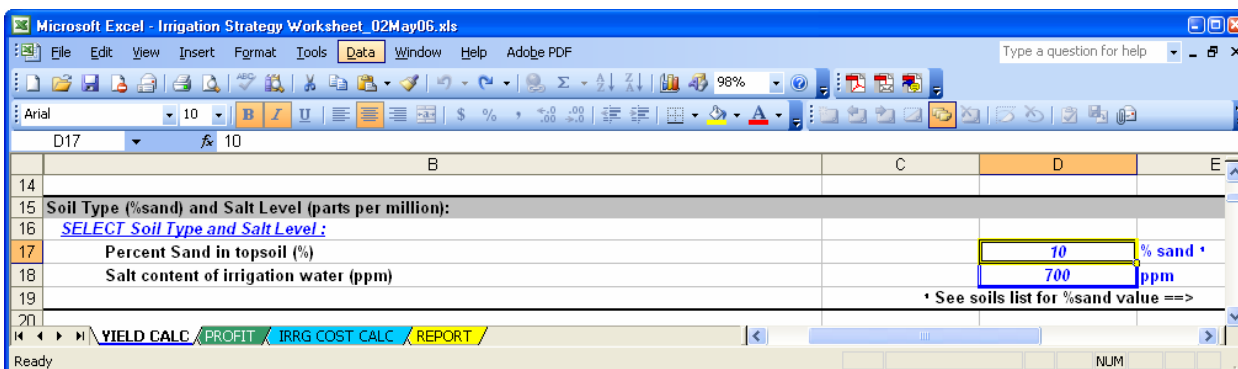 Microsoft Excel - Irrigation Strategy Worksheet_02May06.xls
File Edit View Insert Format Tools Data Window Help Adobe PDF Type a question for help
98%
Arial 10 B I U $ % , A
D17 fx 10
B C D E
14
15 Soil Type (%sand) and Salt Level (parts per million):
16 SELECT Soil Type and Salt Level :
17 Percent Sand in topsoil (%) 10 % sand ¹
18 Salt content of irrigation water (ppm) 700 ppm
19 ¹ See soils list for %sand value ==>
20
YIELD CALC PROFIT IRRG COST CALC REPORT
Ready NUM